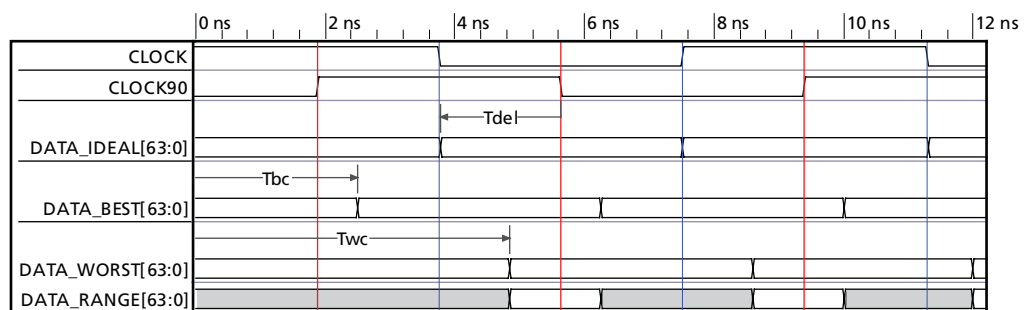 0 ns 2 ns 4 ns 6 ns 8 ns 10 ns 12 ns
CLOCK
CLOCK90
Tdel
DATA_IDEAL[63:0]
Tbc
DATA_BEST[63:0]
Twc
DATA_WORST[63:0]
DATA_RANGE[63:0]